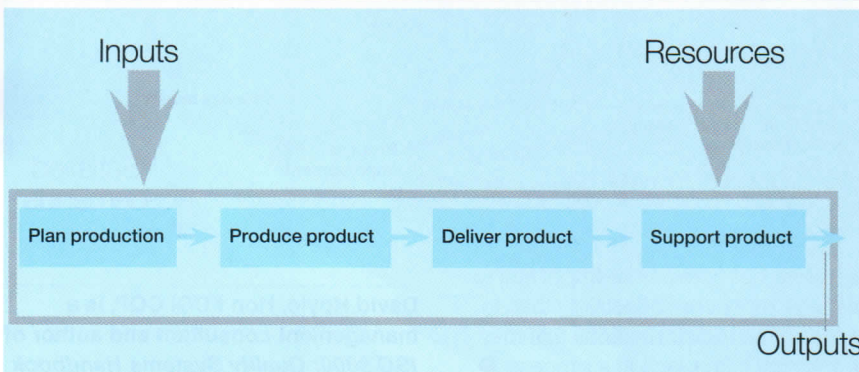 Inputs
Resources
Plan production
Produce product
Deliver product
Support product
Outputs